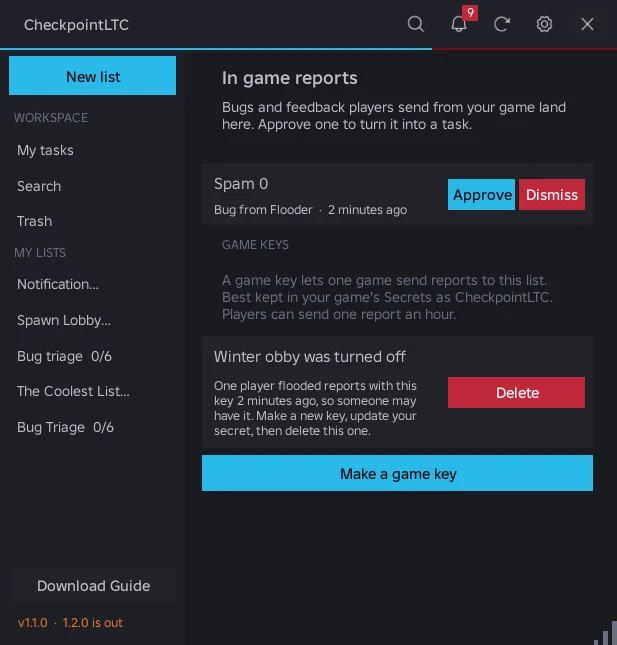 CheckpointLTC
9
New list
WORKSPACE
My tasks
Search
Trash
MY LISTS
Notification...
Spawn Lobby...
Bug triage 0/6
The Coolest List...
Bug Triage 0/6
Download Guide
v1.1.0 · 1.2.0 is out
In game reports
Bugs and feedback players send from your game land
here. Approve one to turn it into a task.
Spam 0
Bug from Flooder · 2 minutes ago
Approve
Dismiss
GAME KEYS
A game key lets one game send reports to this list.
Best kept in your game's Secrets as CheckpointLTC.
Players can send one report an hour.
Winter obby was turned off
One player flooded reports with this
key 2 minutes ago, so someone may
have it. Make a new key, update your
secret, then delete this one.
Delete
Make a game key